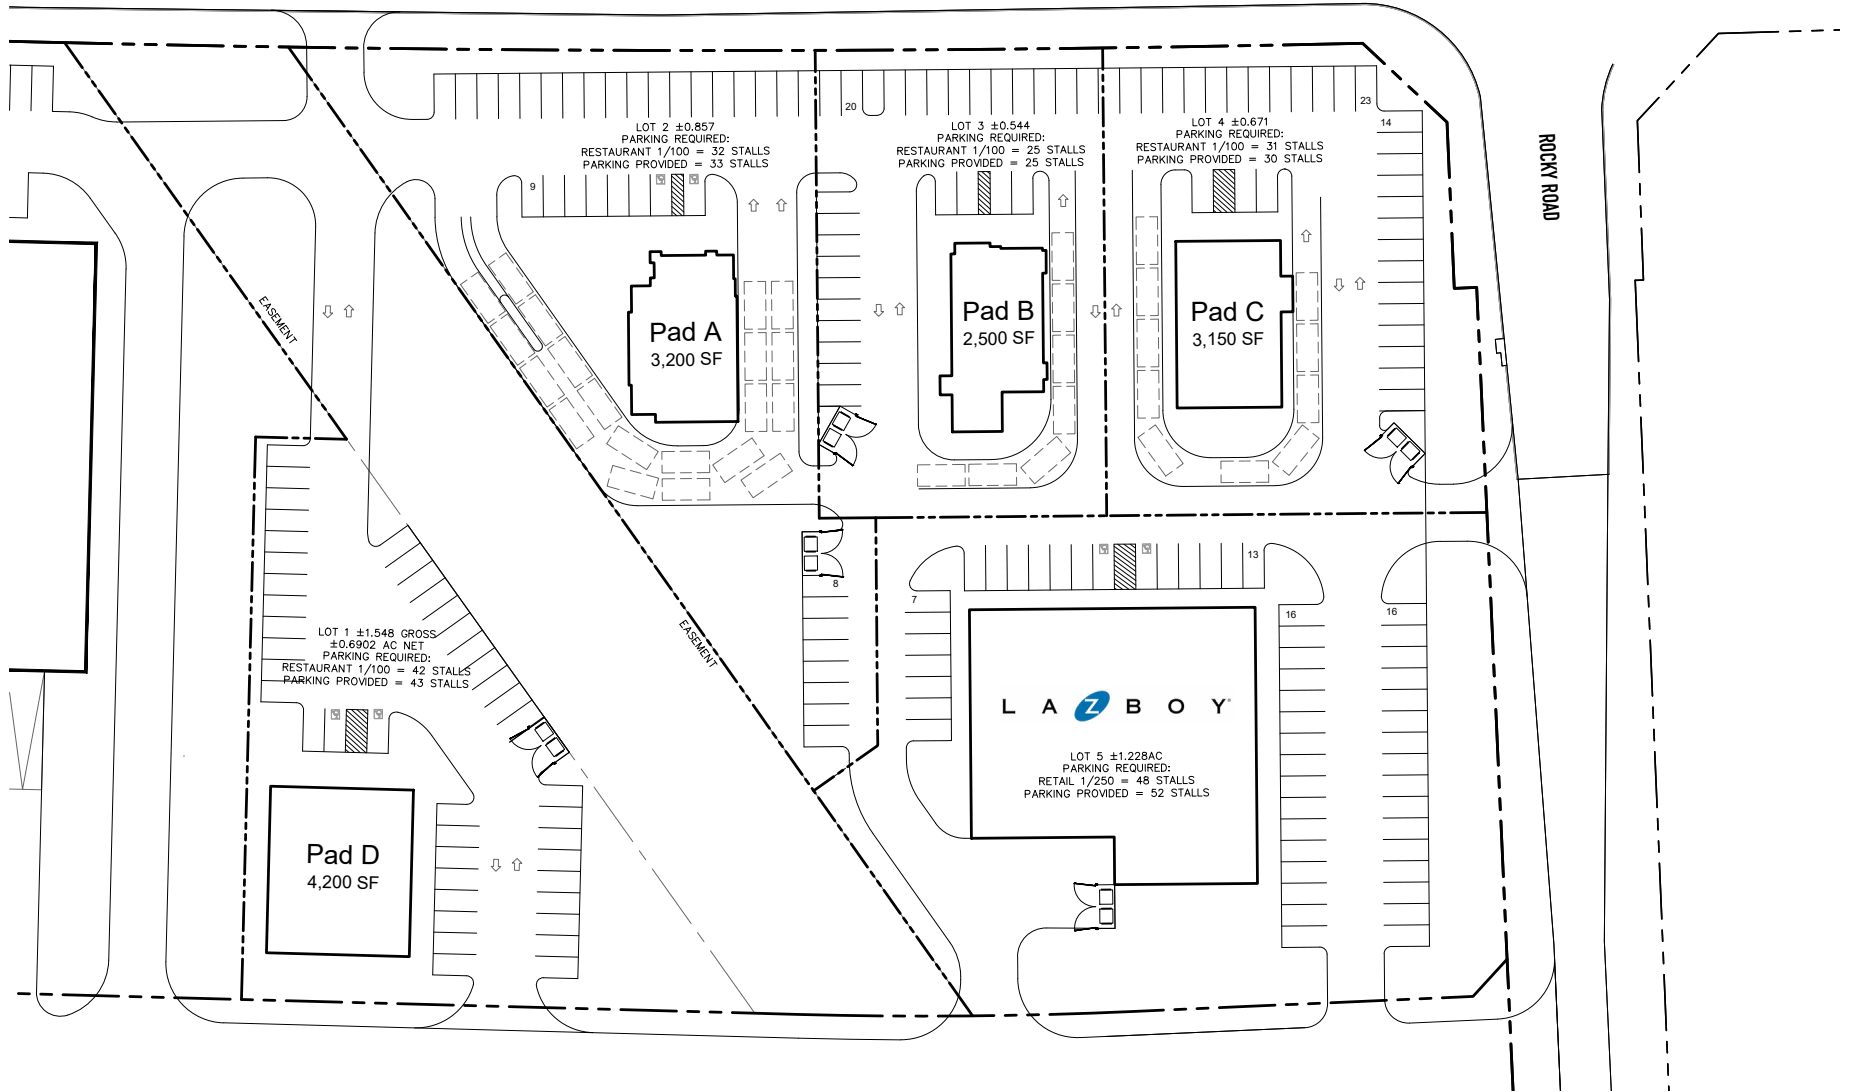 20
23
14
LOT 2 ±0.857
PARKING REQUIRED:
RESTAURANT 1/100 = 32 STALLS
PARKING PROVIDED = 33 STALLS
LOT 3 ±0.544
PARKING REQUIRED:
RESTAURANT 1/100 = 25 STALLS
PARKING PROVIDED = 25 STALLS
LOT 4 ±0.671
PARKING REQUIRED:
RESTAURANT 1/100 = 31 STALLS
PARKING PROVIDED = 30 STALLS
ROCKY ROAD
9
EASEMENT
Pad A
3,200 SF
Pad B
2,500 SF
Pad C
3,150 SF
8
7
13
16
16
EASEMENT
LOT 1 ±1.548 GROSS
±0.6902 AC NET
PARKING REQUIRED:
RESTAURANT 1/100 = 42 STALLS
PARKING PROVIDED = 43 STALLS
LA Z BOY
LOT 5 ±1.228AC
PARKING REQUIRED:
RETAIL 1/250 = 48 STALLS
PARKING PROVIDED = 52 STALLS
Pad D
4,200 SF